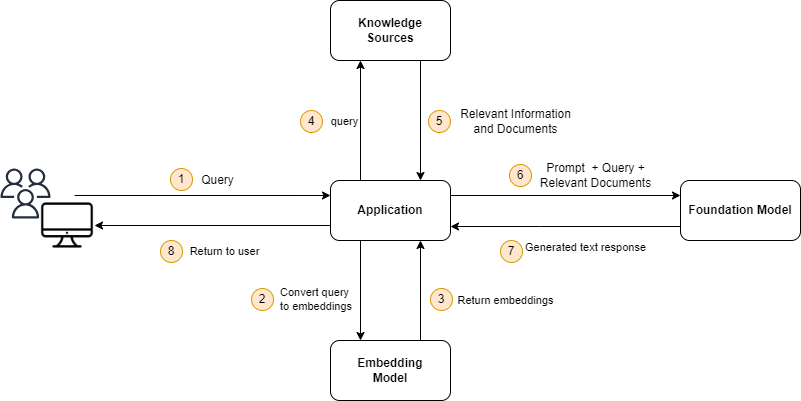 Knowledge
Sources
4
query
5
Relevant Information
and Documents
1
Query
6
Prompt + Query +
Relevant Documents
Application
Foundation Model
8
Return to user
7
Generated text response
2
Convert query
to embeddings
3
Return embeddings
Embedding
Model